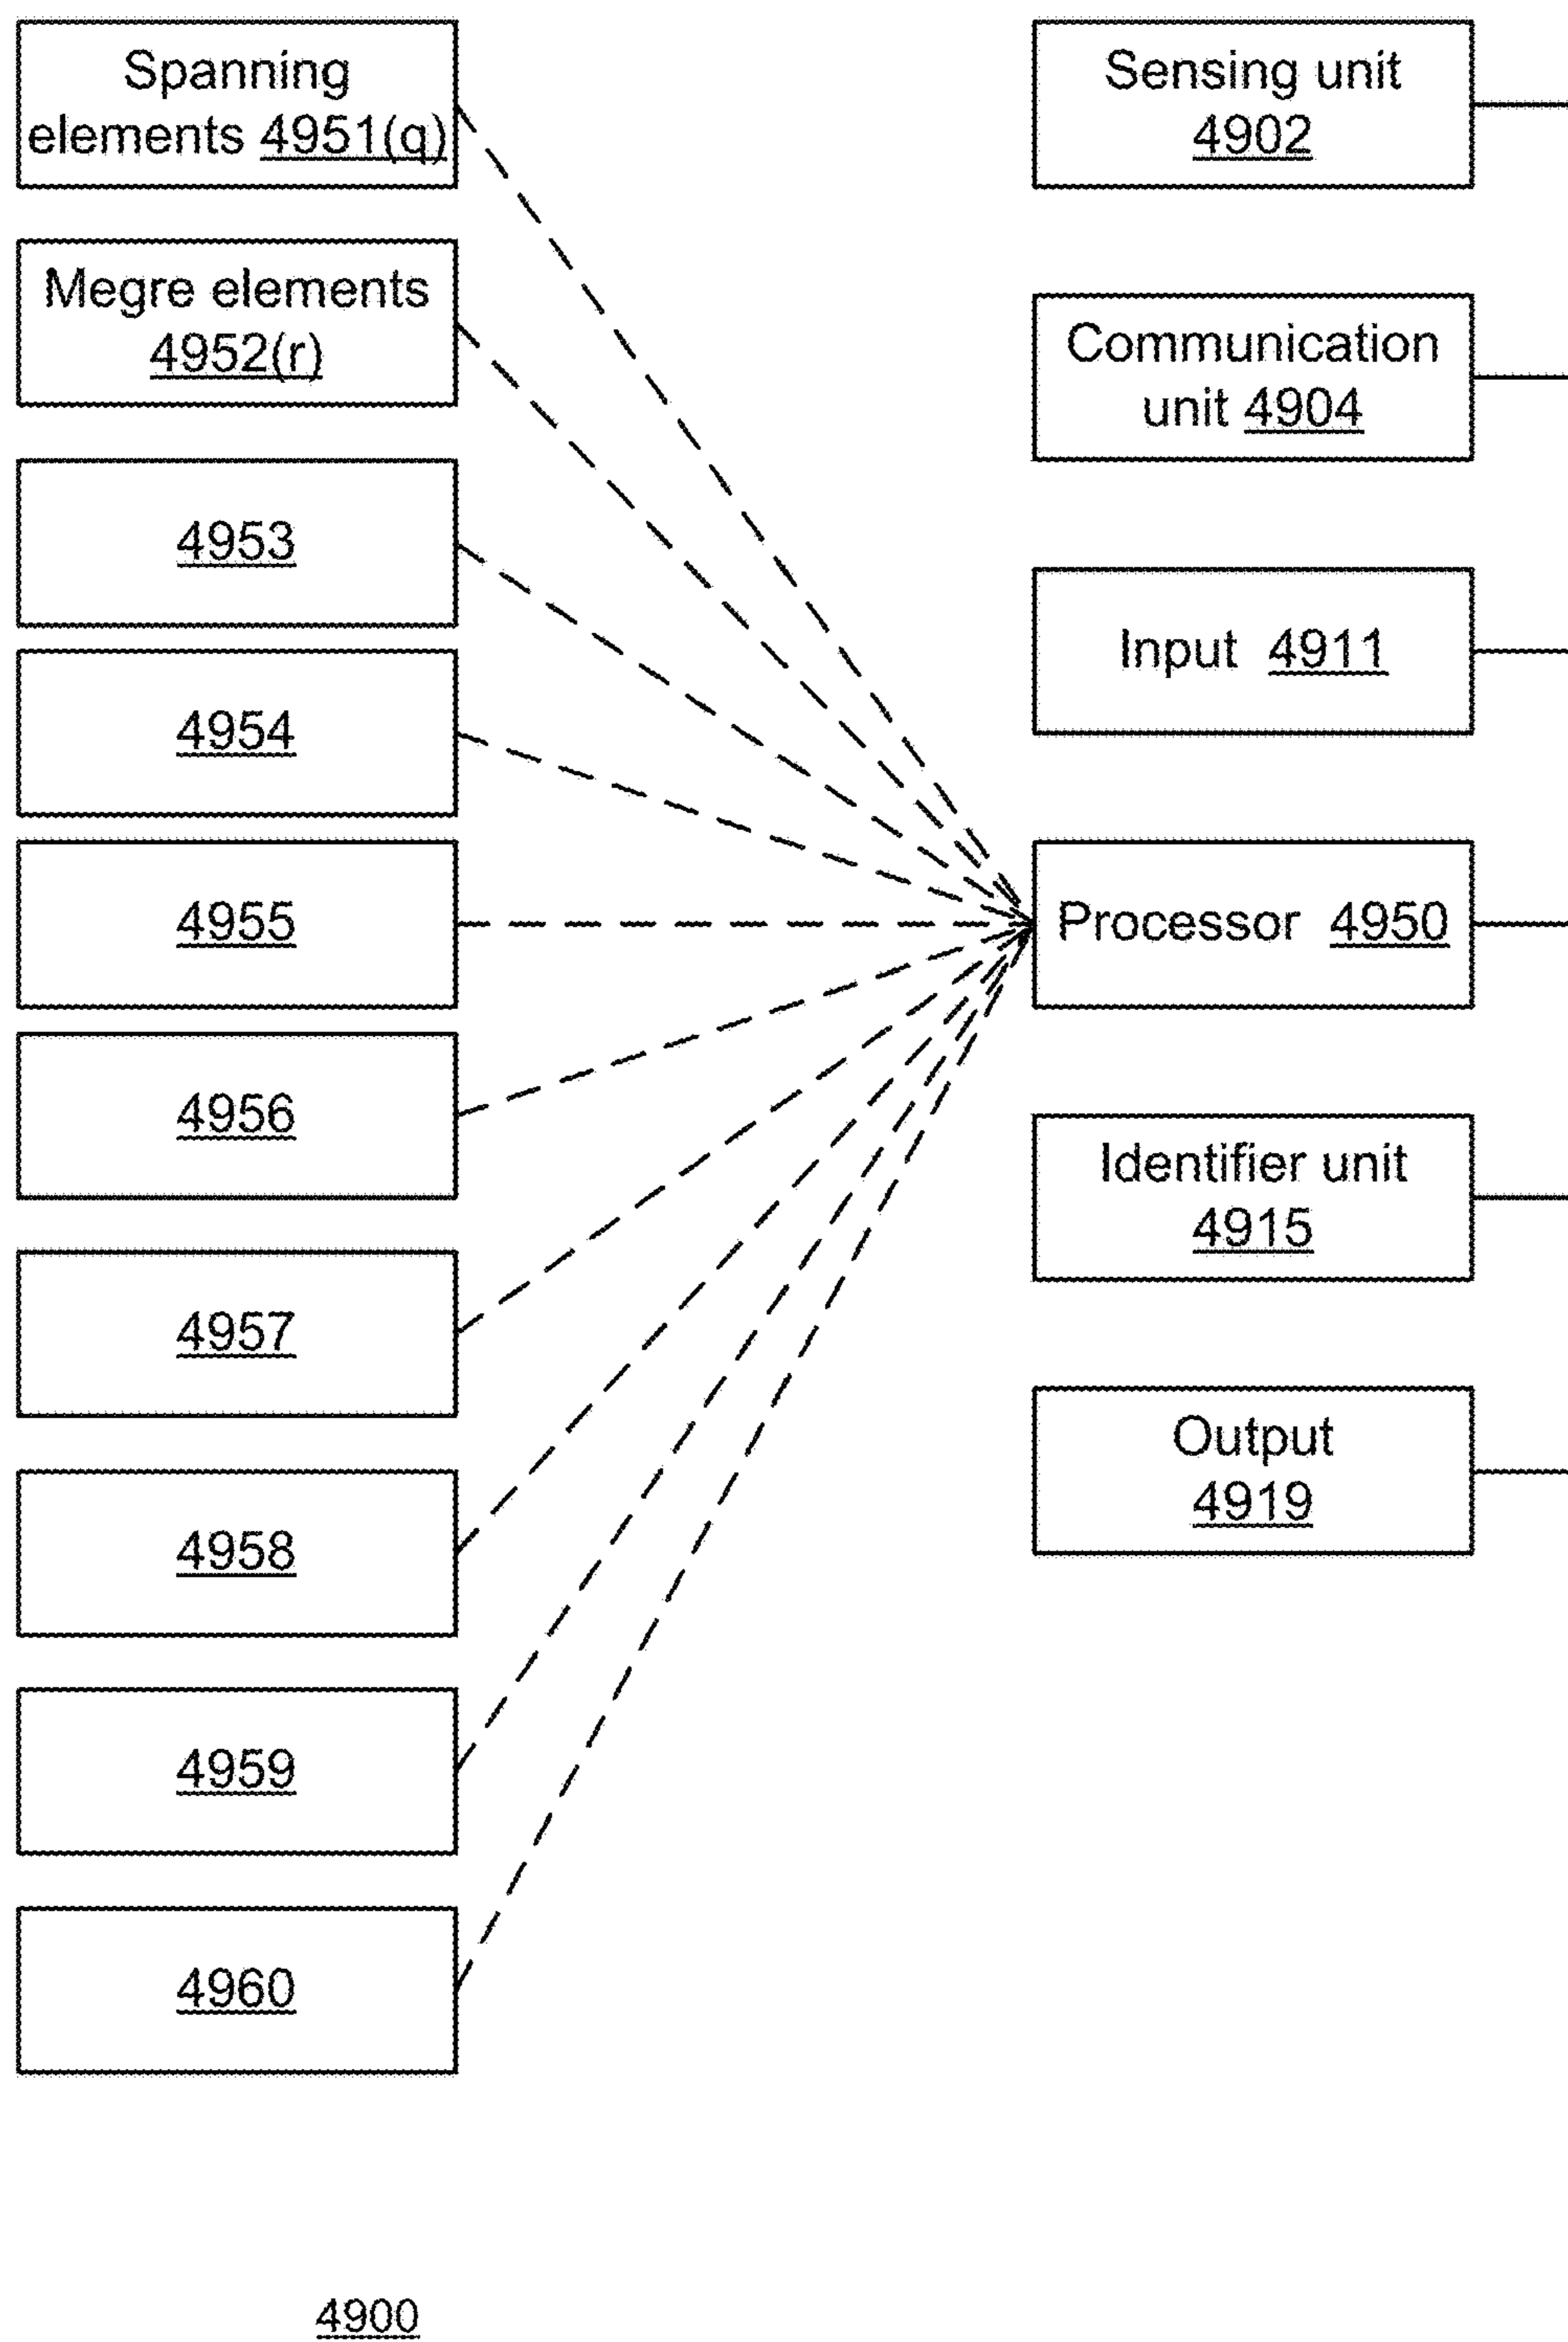 Spanning
elements 4951(q)
Megre elements
4952(r)
4953
4954
4955
4956
4957
4958
4959
4960
Sensing unit
4902
Communication
unit 4904
Input 4911
Processor 4950
Identifier unit
4915
Output
4919
4900